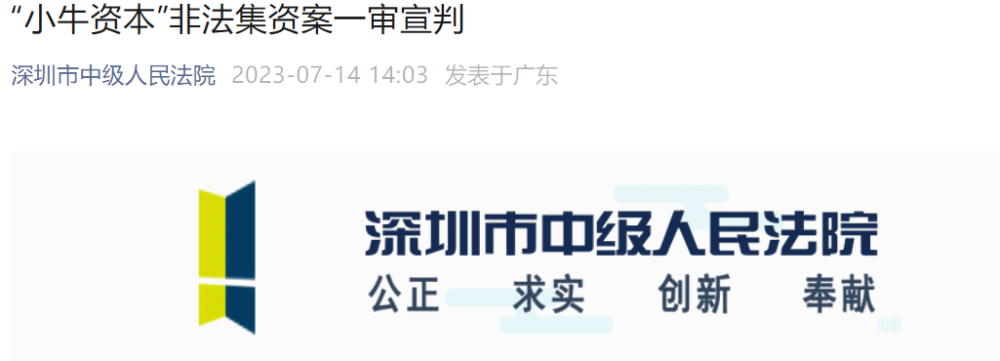 “小牛资本”非法集资案一审宣判
深圳市中级人民法院 2023-07-14 14:03 发表于广东
深圳市中级人民法院
公正 求实 创新 奉献